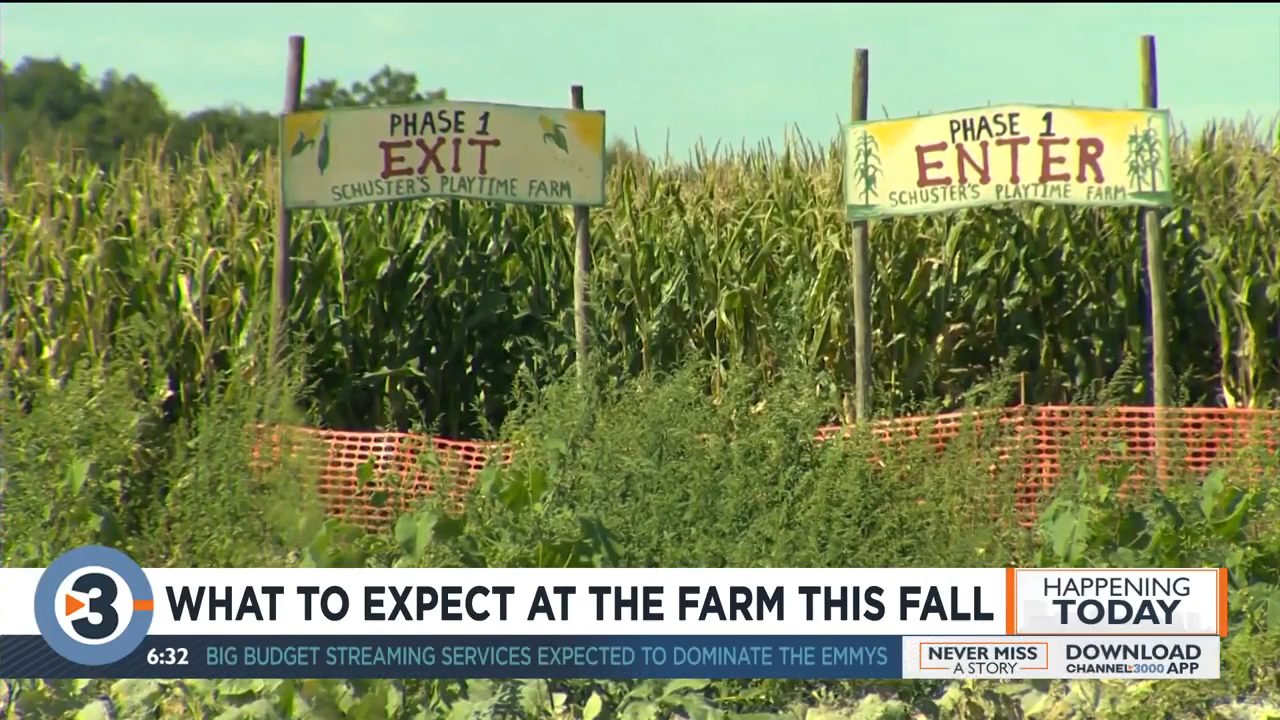 PHASE 1
EXIT
SCHUSTER'S PLAYTIME FARM
PHASE 1
ENTER
SCHUSTER'S PLAYTIME FARM
3
WHAT TO EXPECT AT THE FARM THIS FALL
HAPPENING
TODAY
6:32
BIG BUDGET STREAMING SERVICES EXPECTED TO DOMINATE THE EMMYS
NEVER MISS
A STORY
DOWNLOAD
CHANNEL3000 APP